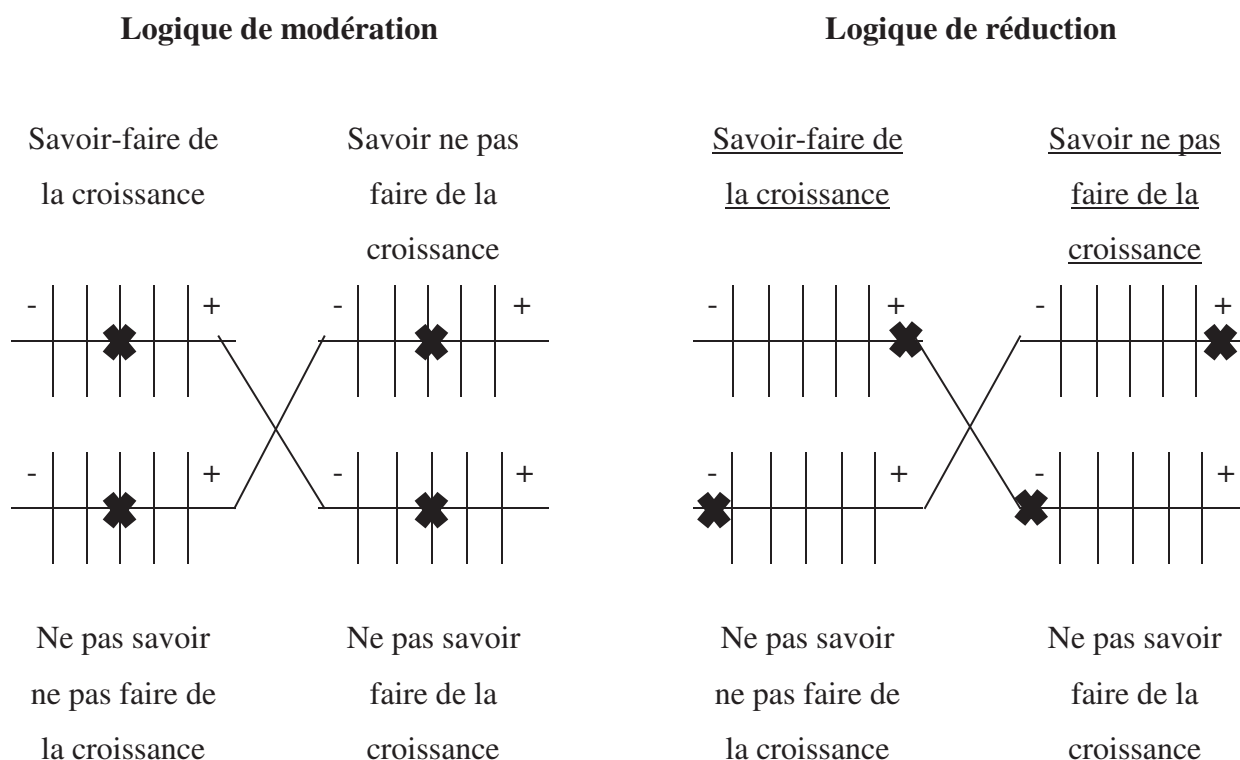 Logique de modération
Logique de réduction
Savoir-faire de
la croissance
Savoir ne pas
faire de la
croissance
Savoir-faire de
la croissance
Savoir ne pas
faire de la
croissance
- +
- +
- +
- +
- +
- +
- +
- +
Ne pas savoir
ne pas faire de
la croissance
Ne pas savoir
faire de la
croissance
Ne pas savoir
ne pas faire de
la croissance
Ne pas savoir
faire de la
croissance